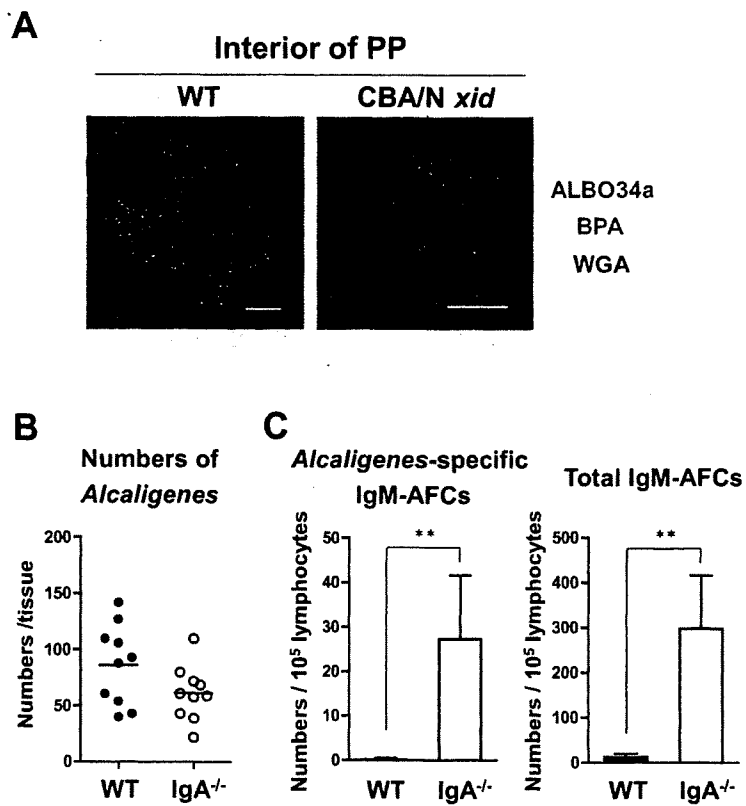 A
Interior of PP
WT
CBA/N xid
ALBO34a
BPA
WGA
B
Numbers of
Alcaligenes
Numbers /tissue
200
150
100
50
0
WT
IgA-/-
C
Alcaligenes-specific
IgM-AFCs
Numbers / 10⁵ lymphocytes
50
40
30
20
10
0
**
WT
IgA-/-
Total IgM-AFCs
Numbers / 10⁵ lymphocytes
500
400
300
200
100
0
**
WT
IgA-/-